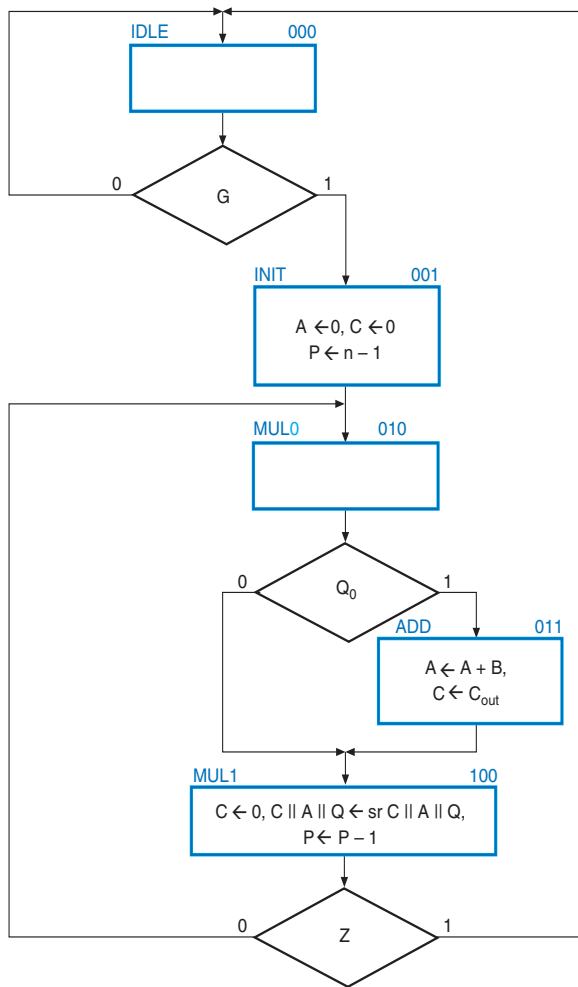 IDLE 000
0 G 1
INIT 001
A ← 0, C ← 0
P ← n – 1
MUL0 010
0 Q₀ 1
ADD 011
A ← A + B,
C ← Cout
MUL1 100
C ← 0, C || A || Q ← sr C || A || Q,
P ← P – 1
0 Z 1